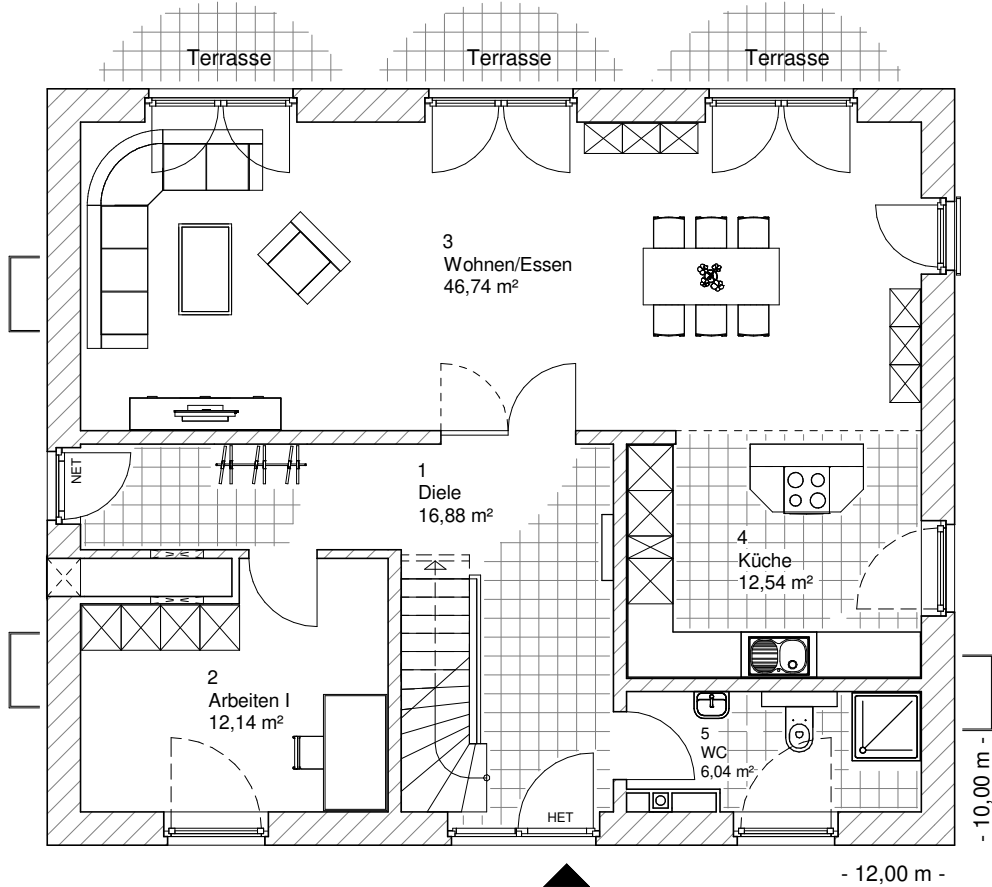 Terrasse
Terrasse
Terrasse
3
Wohnen/Essen
46,74 m²
NET
1
Diele
16,88 m²
4
Küche
12,54 m²
2
Arbeiten I
12,14 m²
5
WC
6,04 m²
HET
- 10,00 m -
- 12,00 m -